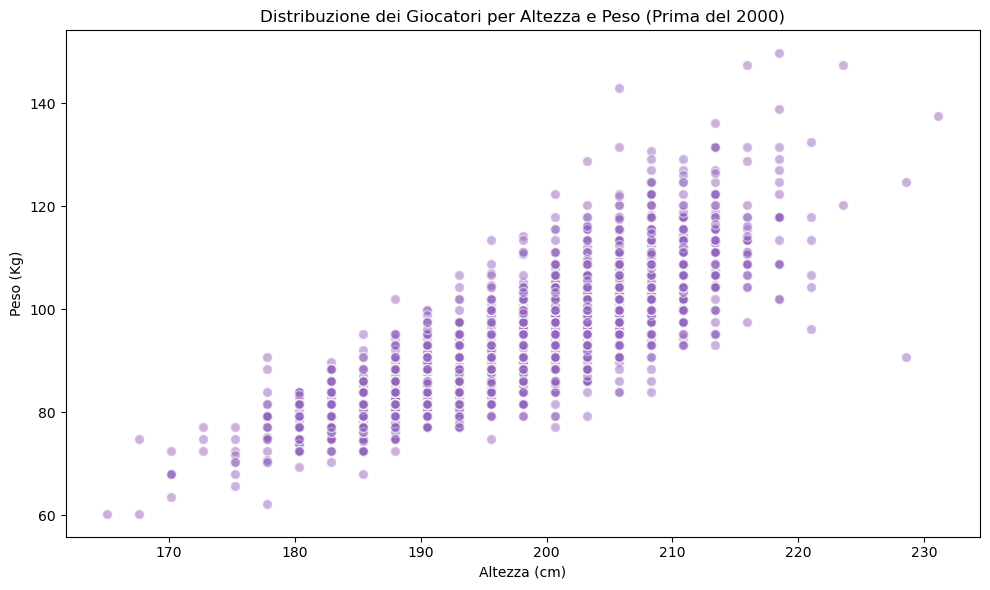 Distribuzione dei Giocatori per Altezza e Peso (Prima del 2000)
Peso (Kg)
140
120
100
80
60
170 180 190 200 210 220 230
Altezza (cm)